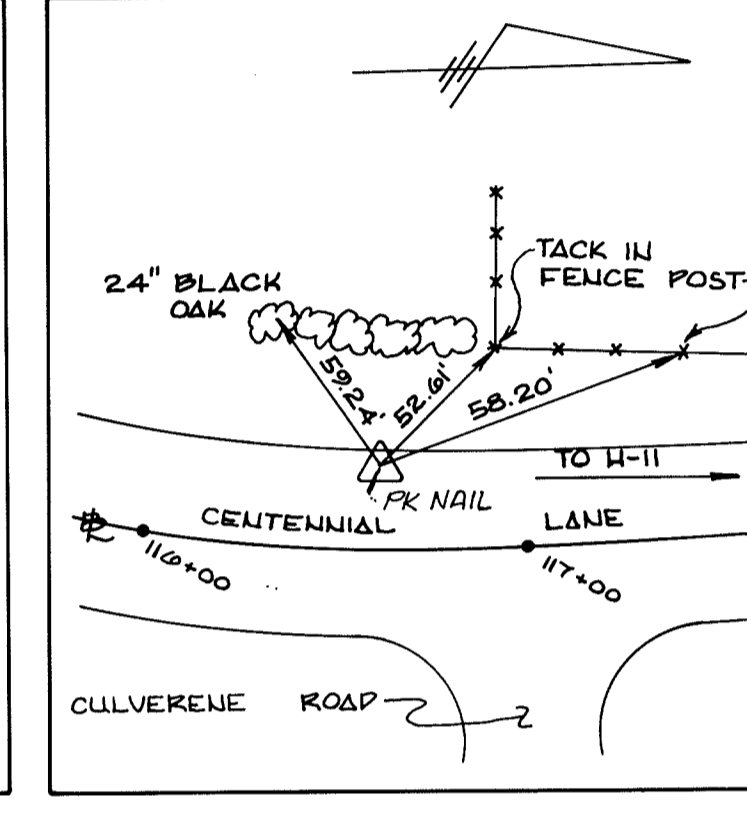 TACK IN
FENCE POST
24" BLACK
OAK
59.24'
52.61'
58.20'
TO H-11
PK NAIL
CENTENNIAL LANE
116+00
117+00
CULVERENE ROAD